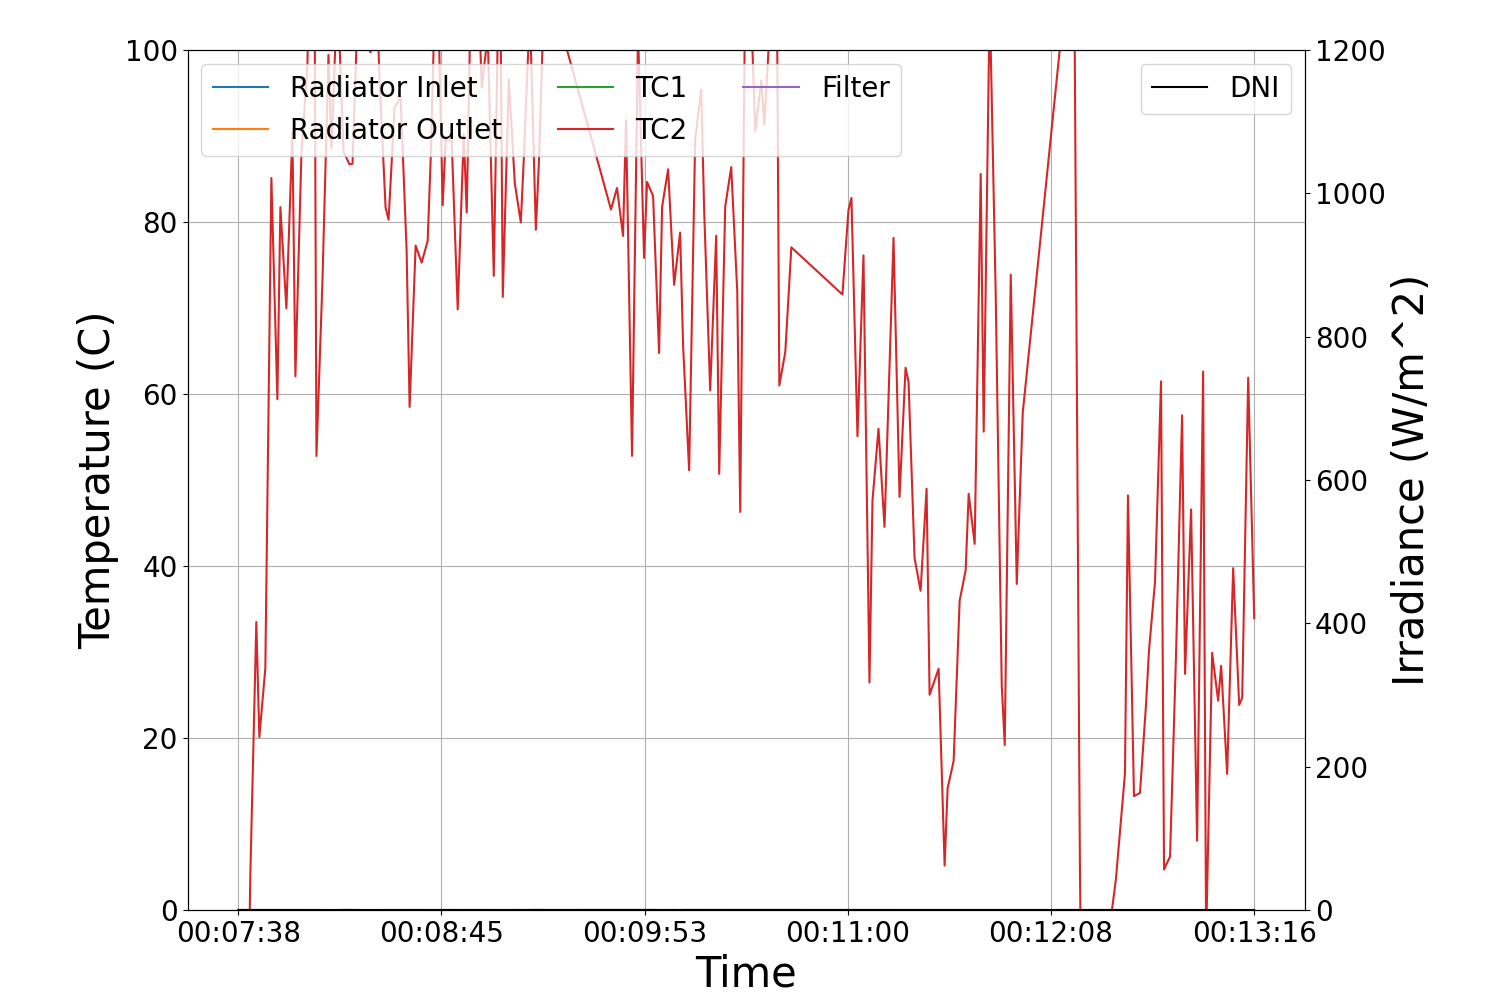 Radiator Inlet
Radiator Outlet
TC1
TC2
Filter
DNI
Temperature (C)
100
80
60
40
20
0
1200
1000
800
600
400
200
0
Irradiance (W/m^2)
00:07:38 00:08:45 00:09:53 00:11:00 00:12:08 00:13:16
Time